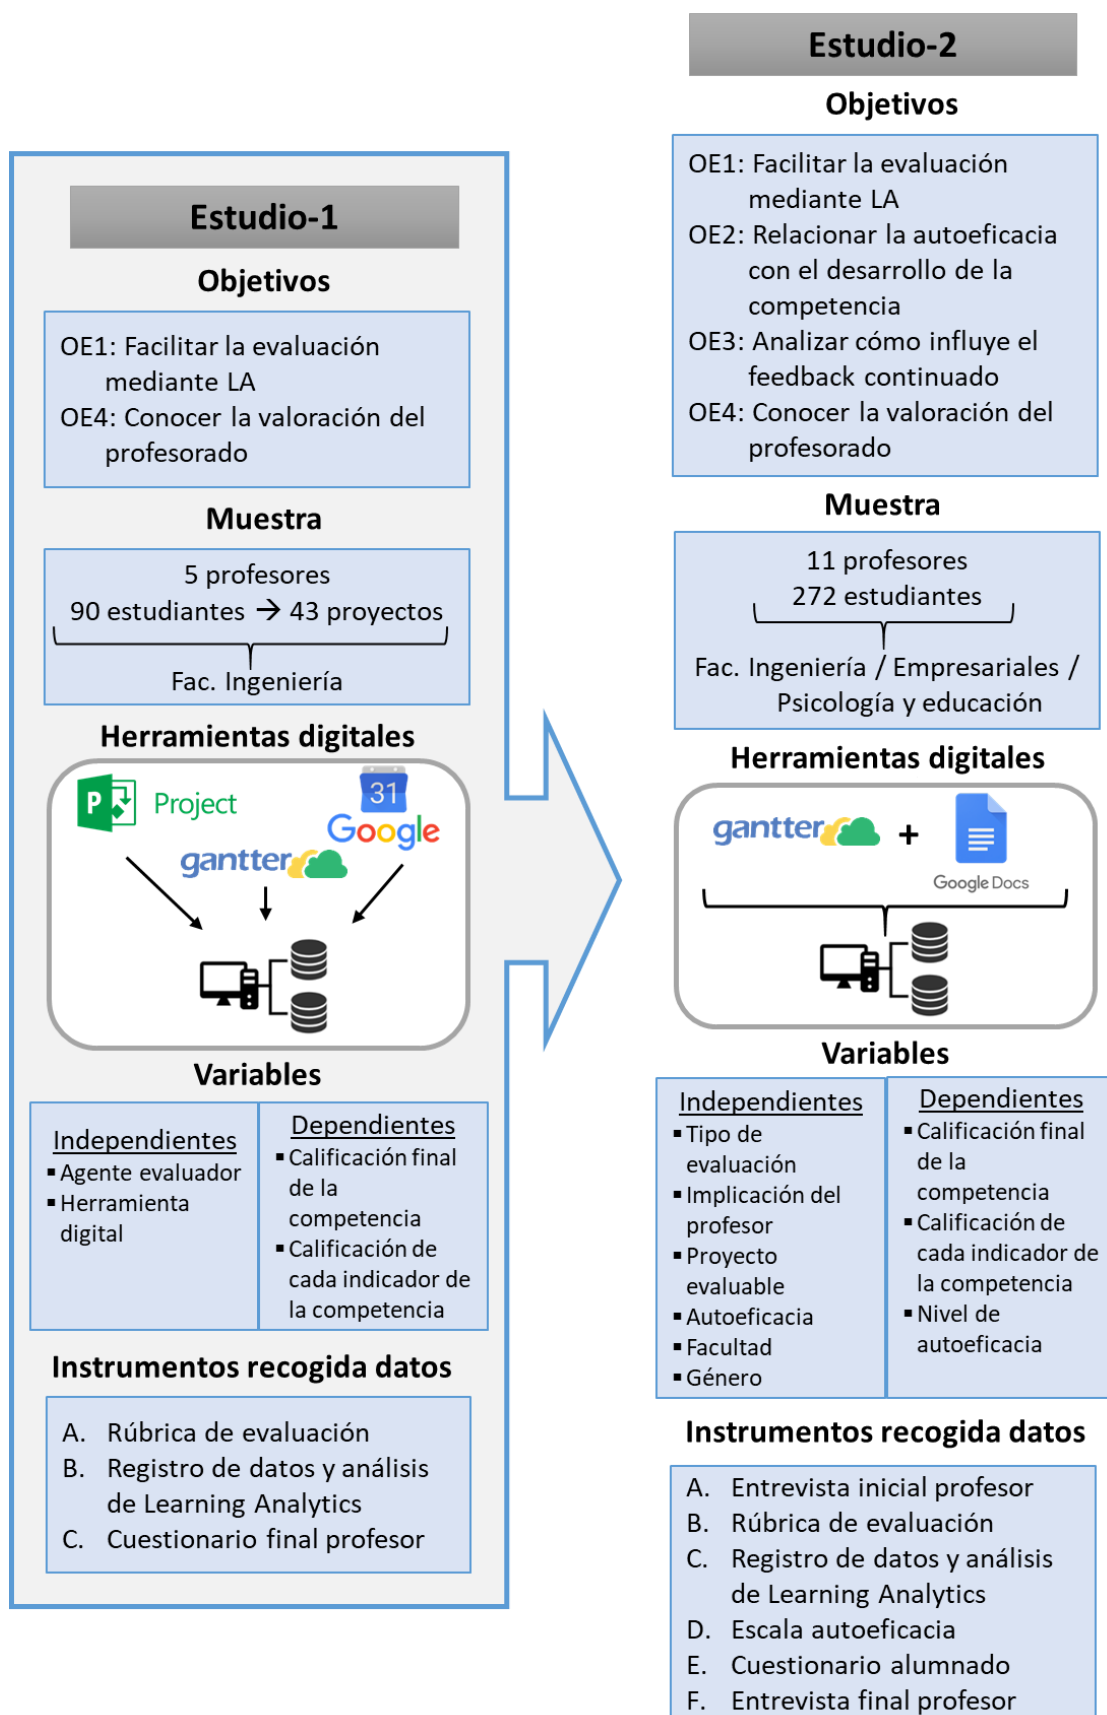 Estudio-1
Objetivos
OE1: Facilitar la evaluación
mediante LA
OE4: Conocer la valoración del
profesorado
Muestra
5 profesores
90 estudiantes → 43 proyectos
Fac. Ingeniería
Herramientas digitales
P Project
31
Google
gantter
Variables
Independientes
▪ Agente evaluador
▪ Herramienta
digital
Dependientes
▪ Calificación final
de la
competencia
▪ Calificación de
cada indicador de
la competencia
Instrumentos recogida datos
A. Rúbrica de evaluación
B. Registro de datos y análisis
de Learning Analytics
C. Cuestionario final profesor
Estudio-2
Objetivos
OE1: Facilitar la evaluación
mediante LA
OE2: Relacionar la autoeficacia
con el desarrollo de la
competencia
OE3: Analizar cómo influye el
feedback continuado
OE4: Conocer la valoración del
profesorado
Muestra
11 profesores
272 estudiantes
Fac. Ingeniería / Empresariales /
Psicología y educación
Herramientas digitales
gantter +
Google Docs
Variables
Independientes
▪ Tipo de
evaluación
▪ Implicación del
profesor
▪ Proyecto
evaluable
▪ Autoeficacia
▪ Facultad
▪ Género
Dependientes
▪ Calificación final
de la
competencia
▪ Calificación de
cada indicador de
la competencia
▪ Nivel de
autoeficacia
Instrumentos recogida datos
A. Entrevista inicial profesor
B. Rúbrica de evaluación
C. Registro de datos y análisis
de Learning Analytics
D. Escala autoeficacia
E. Cuestionario alumnado
F. Entrevista final profesor